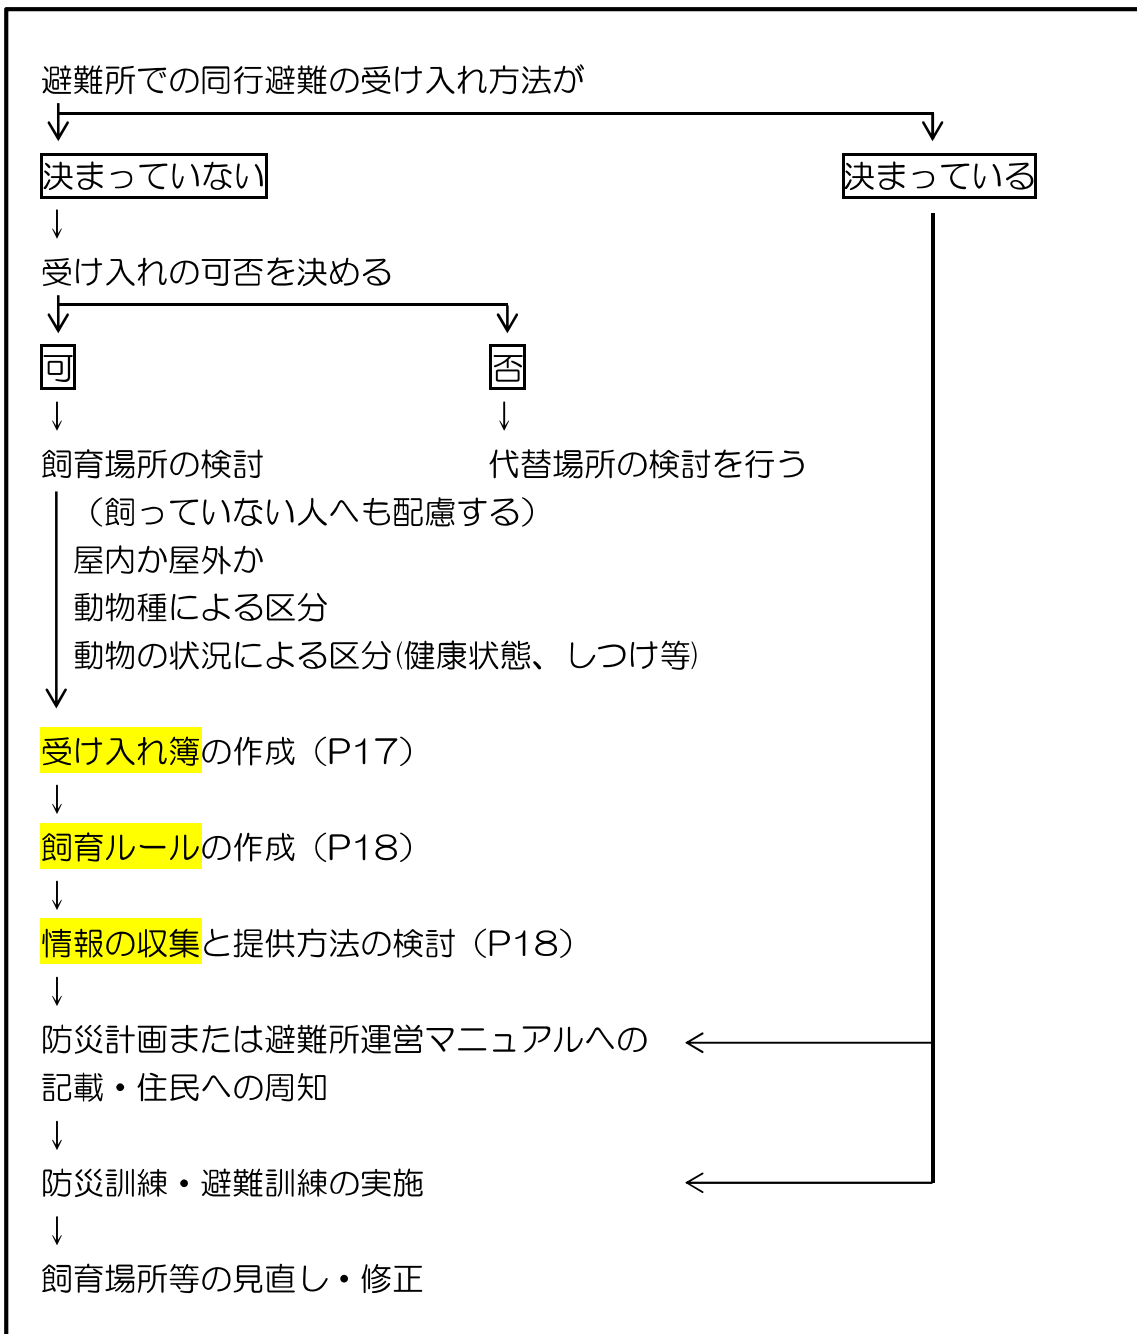 避難所での同行避難の受け入れ方法が
決まっていない
決まっている
↓
受け入れの可否を決める
可
否
↓
↓
飼育場所の検討
代替場所の検討を行う
（飼っていない人へも配慮する）
屋内か屋外か
動物種による区分
動物の状況による区分(健康状態、しつけ等)
受け入れ簿の作成（P17）
↓
飼育ルールの作成（P18）
↓
情報の収集と提供方法の検討（P18）
↓
防災計画または避難所運営マニュアルへの
記載・住民への周知
↓
防災訓練・避難訓練の実施
↓
飼育場所等の見直し・修正